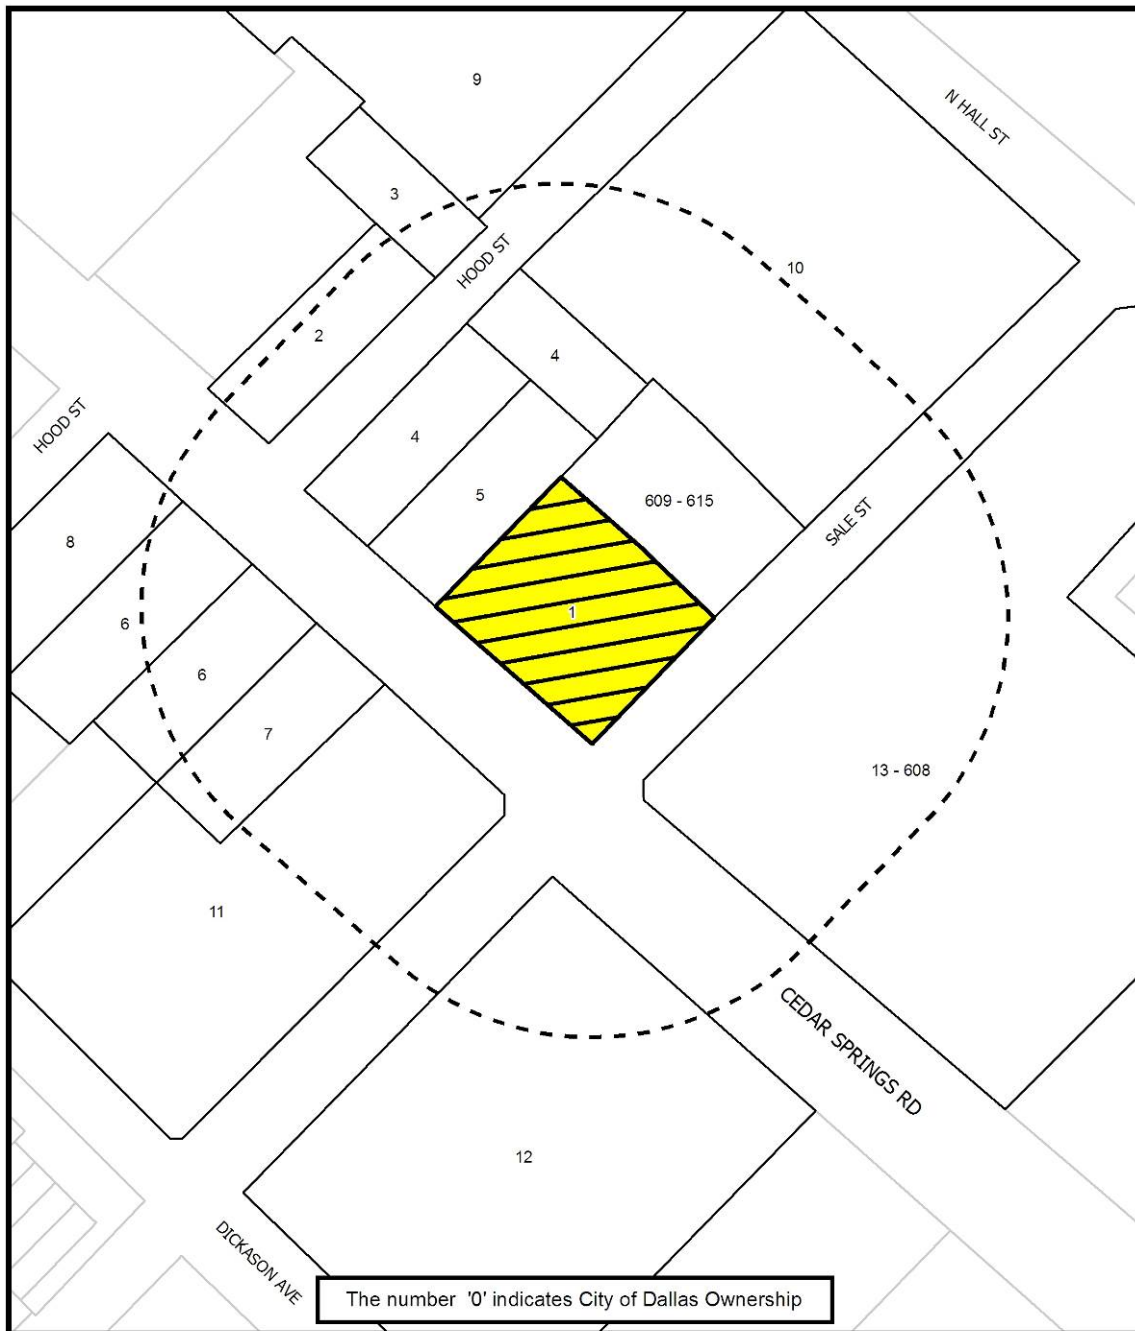 9
N HALL ST
3
HOOD ST
10
2
4
HOOD ST
4
5
609 - 615
SALE ST
8
1
6
6
7
13 - 608
11
CEDAR SPRINGS RD
12
DICKASON AVE
The number '0' indicates City of Dallas Ownership